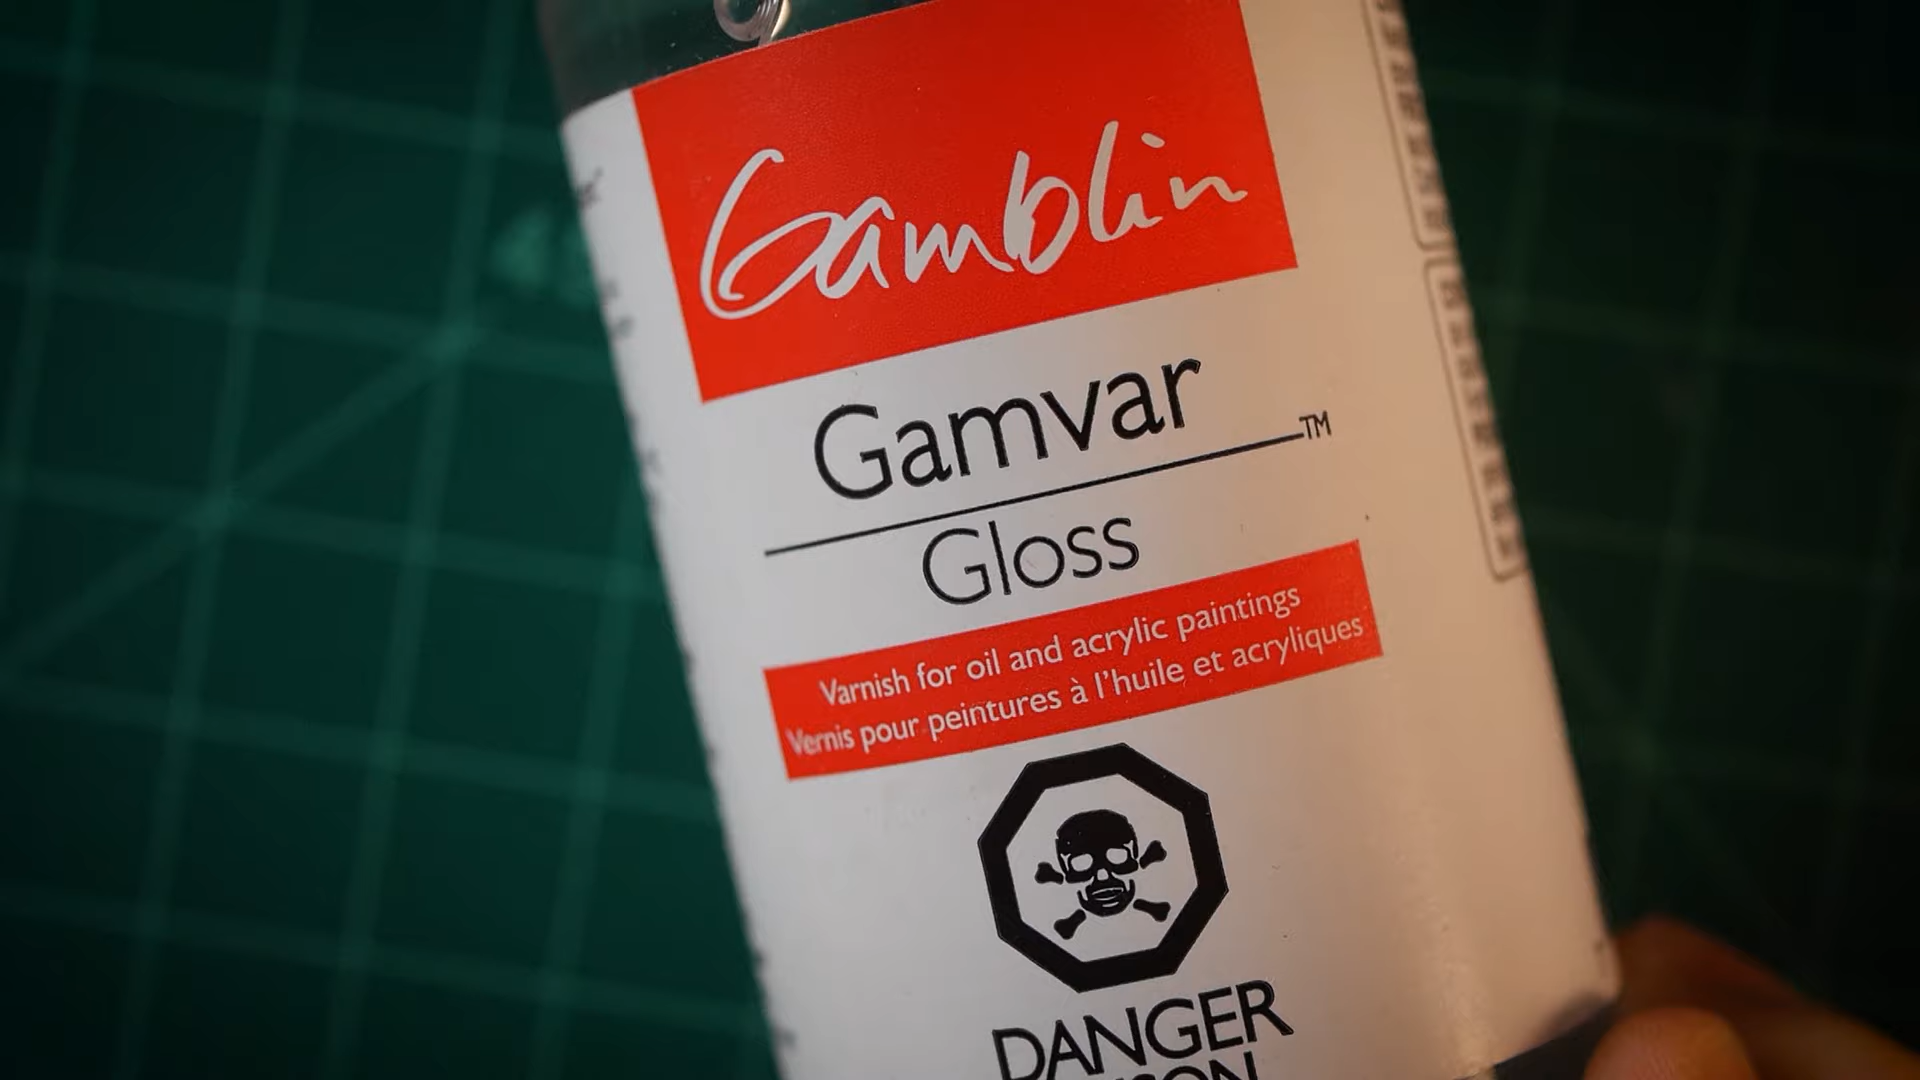 Gamblin
Gamvar
TM
Gloss
Varnish for oil and acrylic paintings
Vernis pour peintures à l'huile et acryliques
DANGER